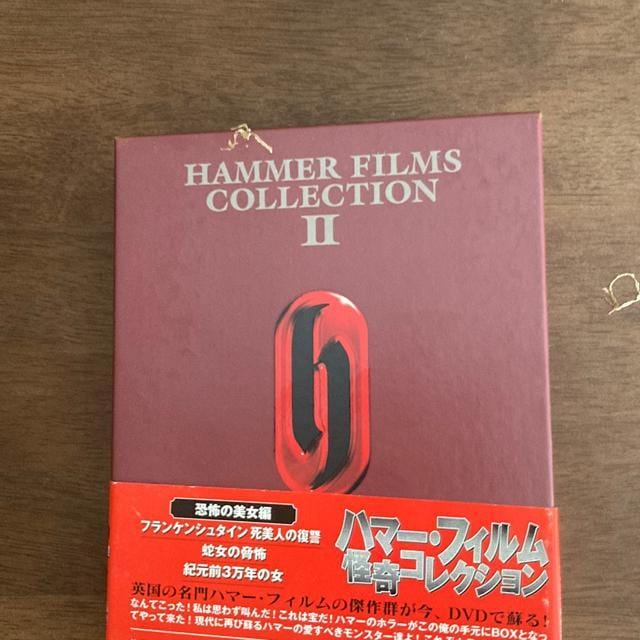 HAMMER FILMS
COLLECTION
II
恐怖の美女編
フランケンシュタイン 死美人の復讐
蛇女の脅怖
紀元前3万年の女
ハマー・フィルム
怪奇コレクション
英国の名門ハマー・フィルムの傑作群が今、DVDで蘇る!
なんてこった!私は思わず叫んだ!これは宝だ!ハマーのホラーがこの俺の手元にBOXとなっ
てやって来た!現代に再び蘇るハマーの愛すべきモンスター達よ!